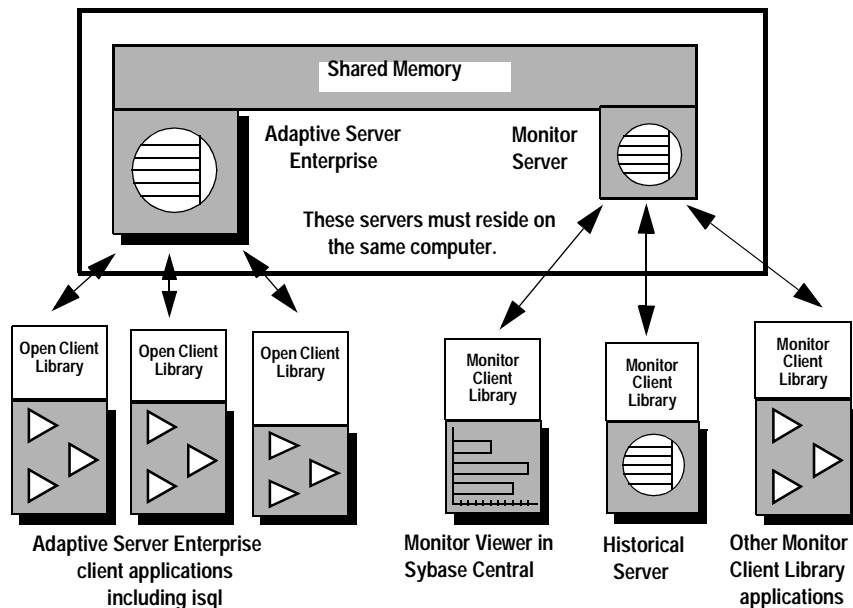 Shared Memory
Adaptive Server
Enterprise
Monitor
Server
These servers must reside on
the same computer.
Open Client
Library
Open Client
Library
Open Client
Library
Monitor
Client
Library
Monitor
Client
Library
Monitor
Client
Library
Adaptive Server Enterprise
client applications
including isql
Monitor Viewer in
Sybase Central
Historical
Server
Other Monitor
Client Library
applications